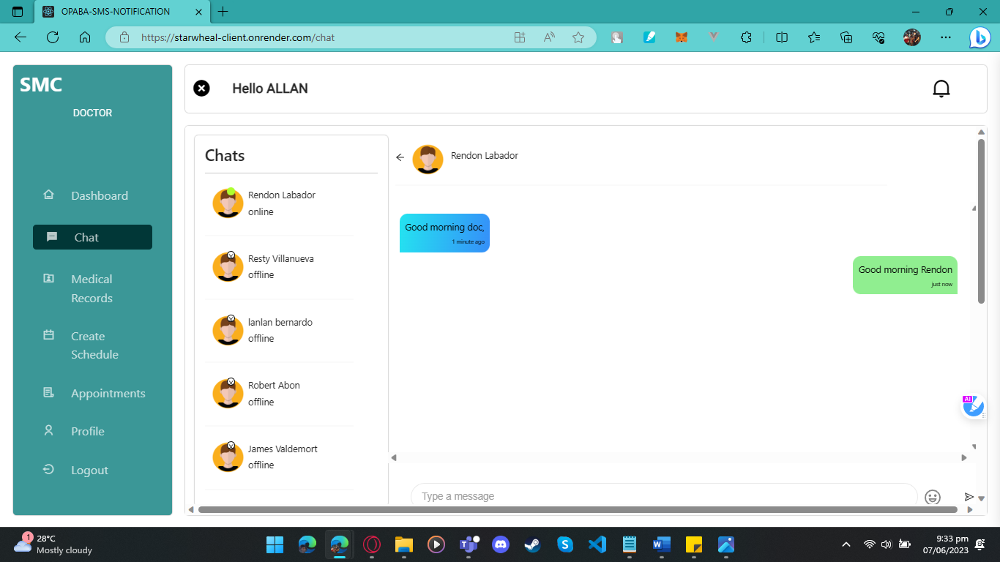 OPABA-SMS-NOTIFICATION
https://starwheal-client.onrender.com/chat
SMC
DOCTOR
Dashboard
Chat
Medical
Records
Create
Schedule
Appointments
Profile
Logout
Hello ALLAN
Chats
Rendon Labador
online
Resty Villanueva
offline
lanlan bernardo
offline
Robert Abon
offline
James Valdemort
offline
Rendon Labador
Good morning doc,
1 minute ago
Good morning Rendon
just now
AI
Type a message
1
28°C
Mostly cloudy
9:33 pm
07/06/2023